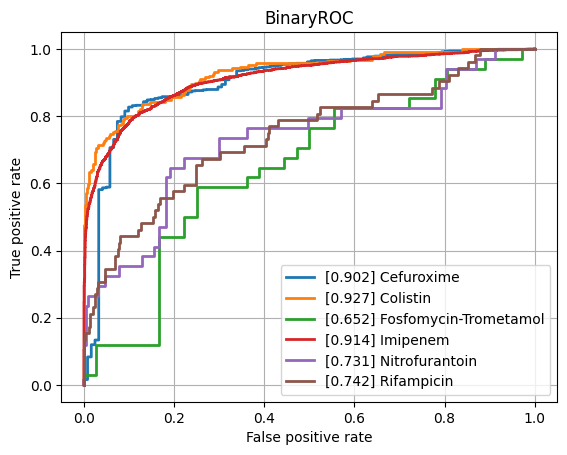 BinaryROC
True positive rate
1.0
0.8
0.6
0.4
0.2
0.0
[0.902] Cefuroxime
[0.927] Colistin
[0.652] Fosfomycin-Trometamol
[0.914] Imipenem
[0.731] Nitrofurantoin
[0.742] Rifampicin
0.0 0.2 0.4 0.6 0.8 1.0
False positive rate